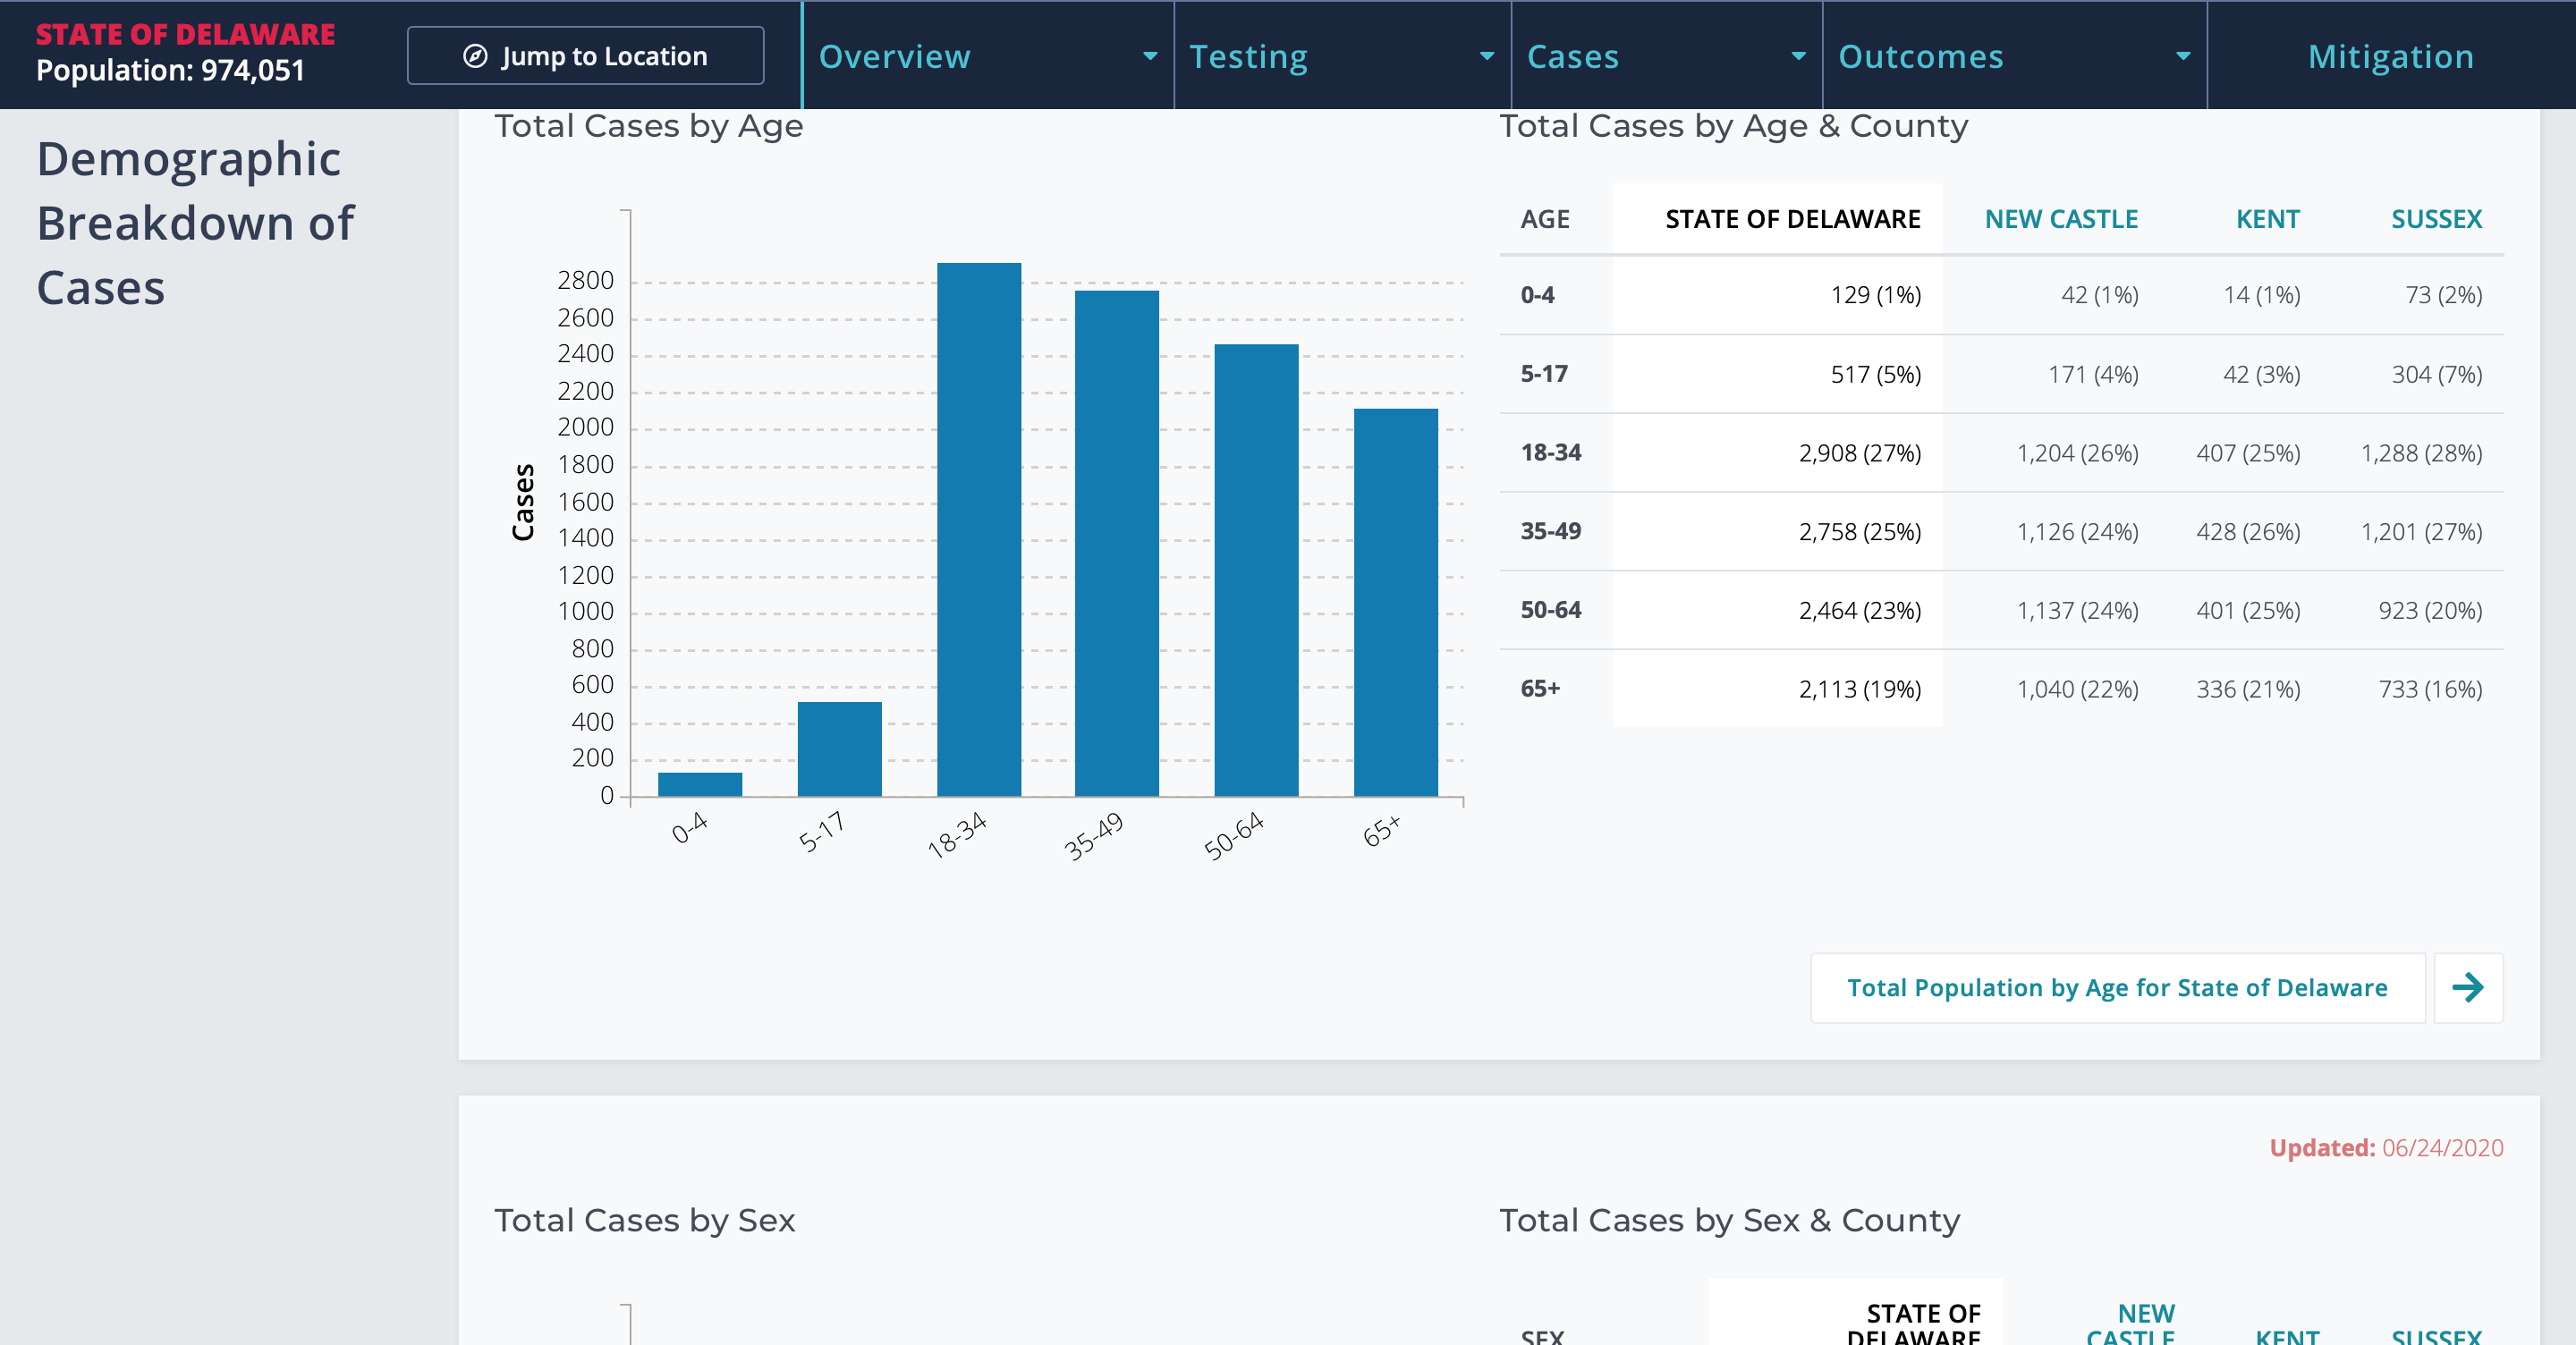 STATE OF DELAWARE
Population: 974,051
Jump to Location
Overview
Testing
Cases
Outcomes
Mitigation
Demographic
Breakdown of
Cases
Total Cases by Age
Cases
2800
2600
2400
2200
2000
1800
1600
1400
1200
1000
800
600
400
200
0
0-4
5-17
18-34
35-49
50-64
65+
Total Cases by Age & County
AGE STATE OF DELAWARE NEW CASTLE KENT SUSSEX
0-4 129 (1%) 42 (1%) 14 (1%) 73 (2%)
5-17 517 (5%) 171 (4%) 42 (3%) 304 (7%)
18-34 2,908 (27%) 1,204 (26%) 407 (25%) 1,288 (28%)
35-49 2,758 (25%) 1,126 (24%) 428 (26%) 1,201 (27%)
50-64 2,464 (23%) 1,137 (24%) 401 (25%) 923 (20%)
65+ 2,113 (19%) 1,040 (22%) 336 (21%) 733 (16%)
Total Population by Age for State of Delaware
Updated: 06/24/2020
Total Cases by Sex
Total Cases by Sex & County
STATE OF NEW
SEX DELAWARE CASTLE KENT SUSSEX